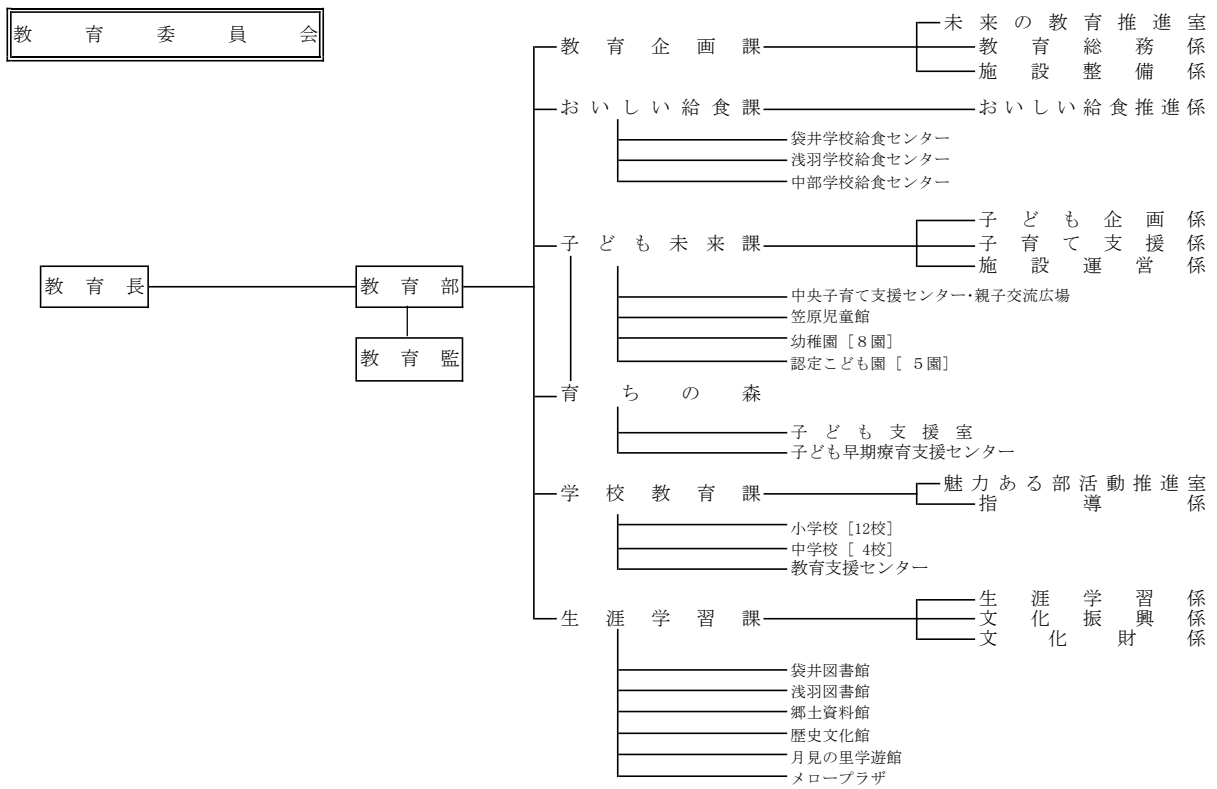 教育委員会
未来の教育推進室
教育企画課 教育総務係
施設整備係
おいしい給食課 おいしい給食推進係
袋井学校給食センター
浅羽学校給食センター
中部学校給食センター
子ども企画係
子ども未来課 子育て支援係
施設運営係
教育長 教育部
中央子育て支援センター・親子交流広場
笠原児童館
幼稚園［8園］
教育監
認定こども園［ 5園］
育ちの森
子ども支援室
子ども早期療育支援センター
魅力ある部活動推進室
学校教育課
指導係
小学校［12校］
中学校［ 4校］
教育支援センター
生涯学習係
生涯学習課 文化振興係
文化財係
袋井図書館
浅羽図書館
郷土資料館
歴史文化館
月見の里学遊館
メロープラザ